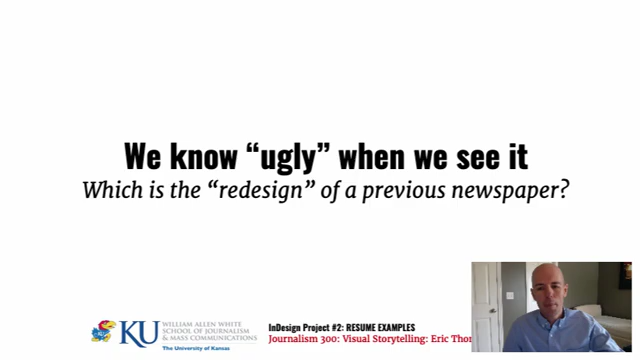 We know “ugly” when we see it
Which is the “redesign” of a previous newspaper?
KU
WILLIAM ALLEN WHITE
SCHOOL OF JOURNALISM
& MASS COMMUNICATIONS
The University of Kansas
InDesign Project #2: RESUME EXAMPLES
Journalism 300: Visual Storytelling: Eric Thor